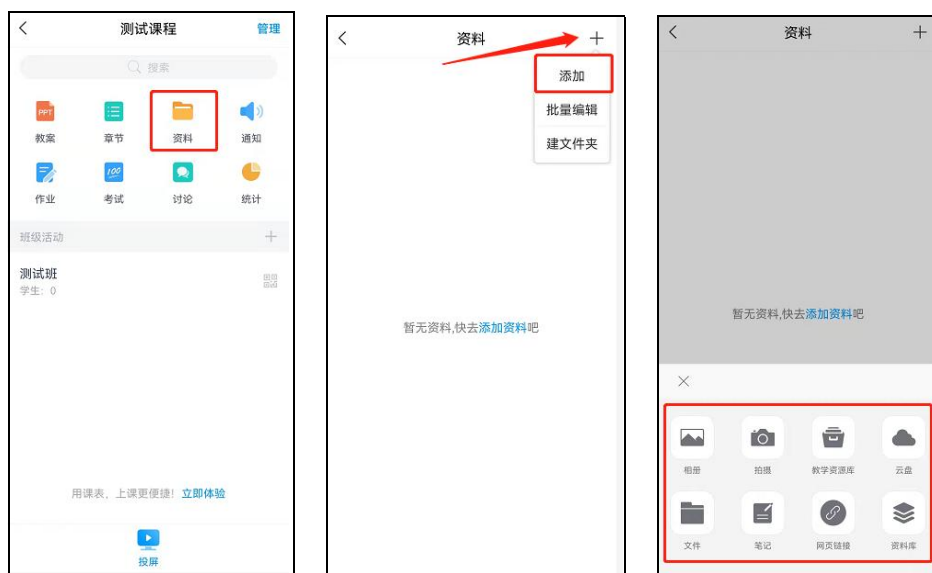 测试课程 管理
搜索
PPT
教案 章节 资料 通知
100
作业 考试 讨论 统计
班级活动
测试班
学生：0
用课表，上课更便捷！立即体验
投屏
资料
添加
批量编辑
建文件夹
暂无资料,快去添加资料吧
资料
暂无资料,快去添加资料吧
相册 拍摄 教学资源库 云盘
文件 笔记 网页链接 资料库